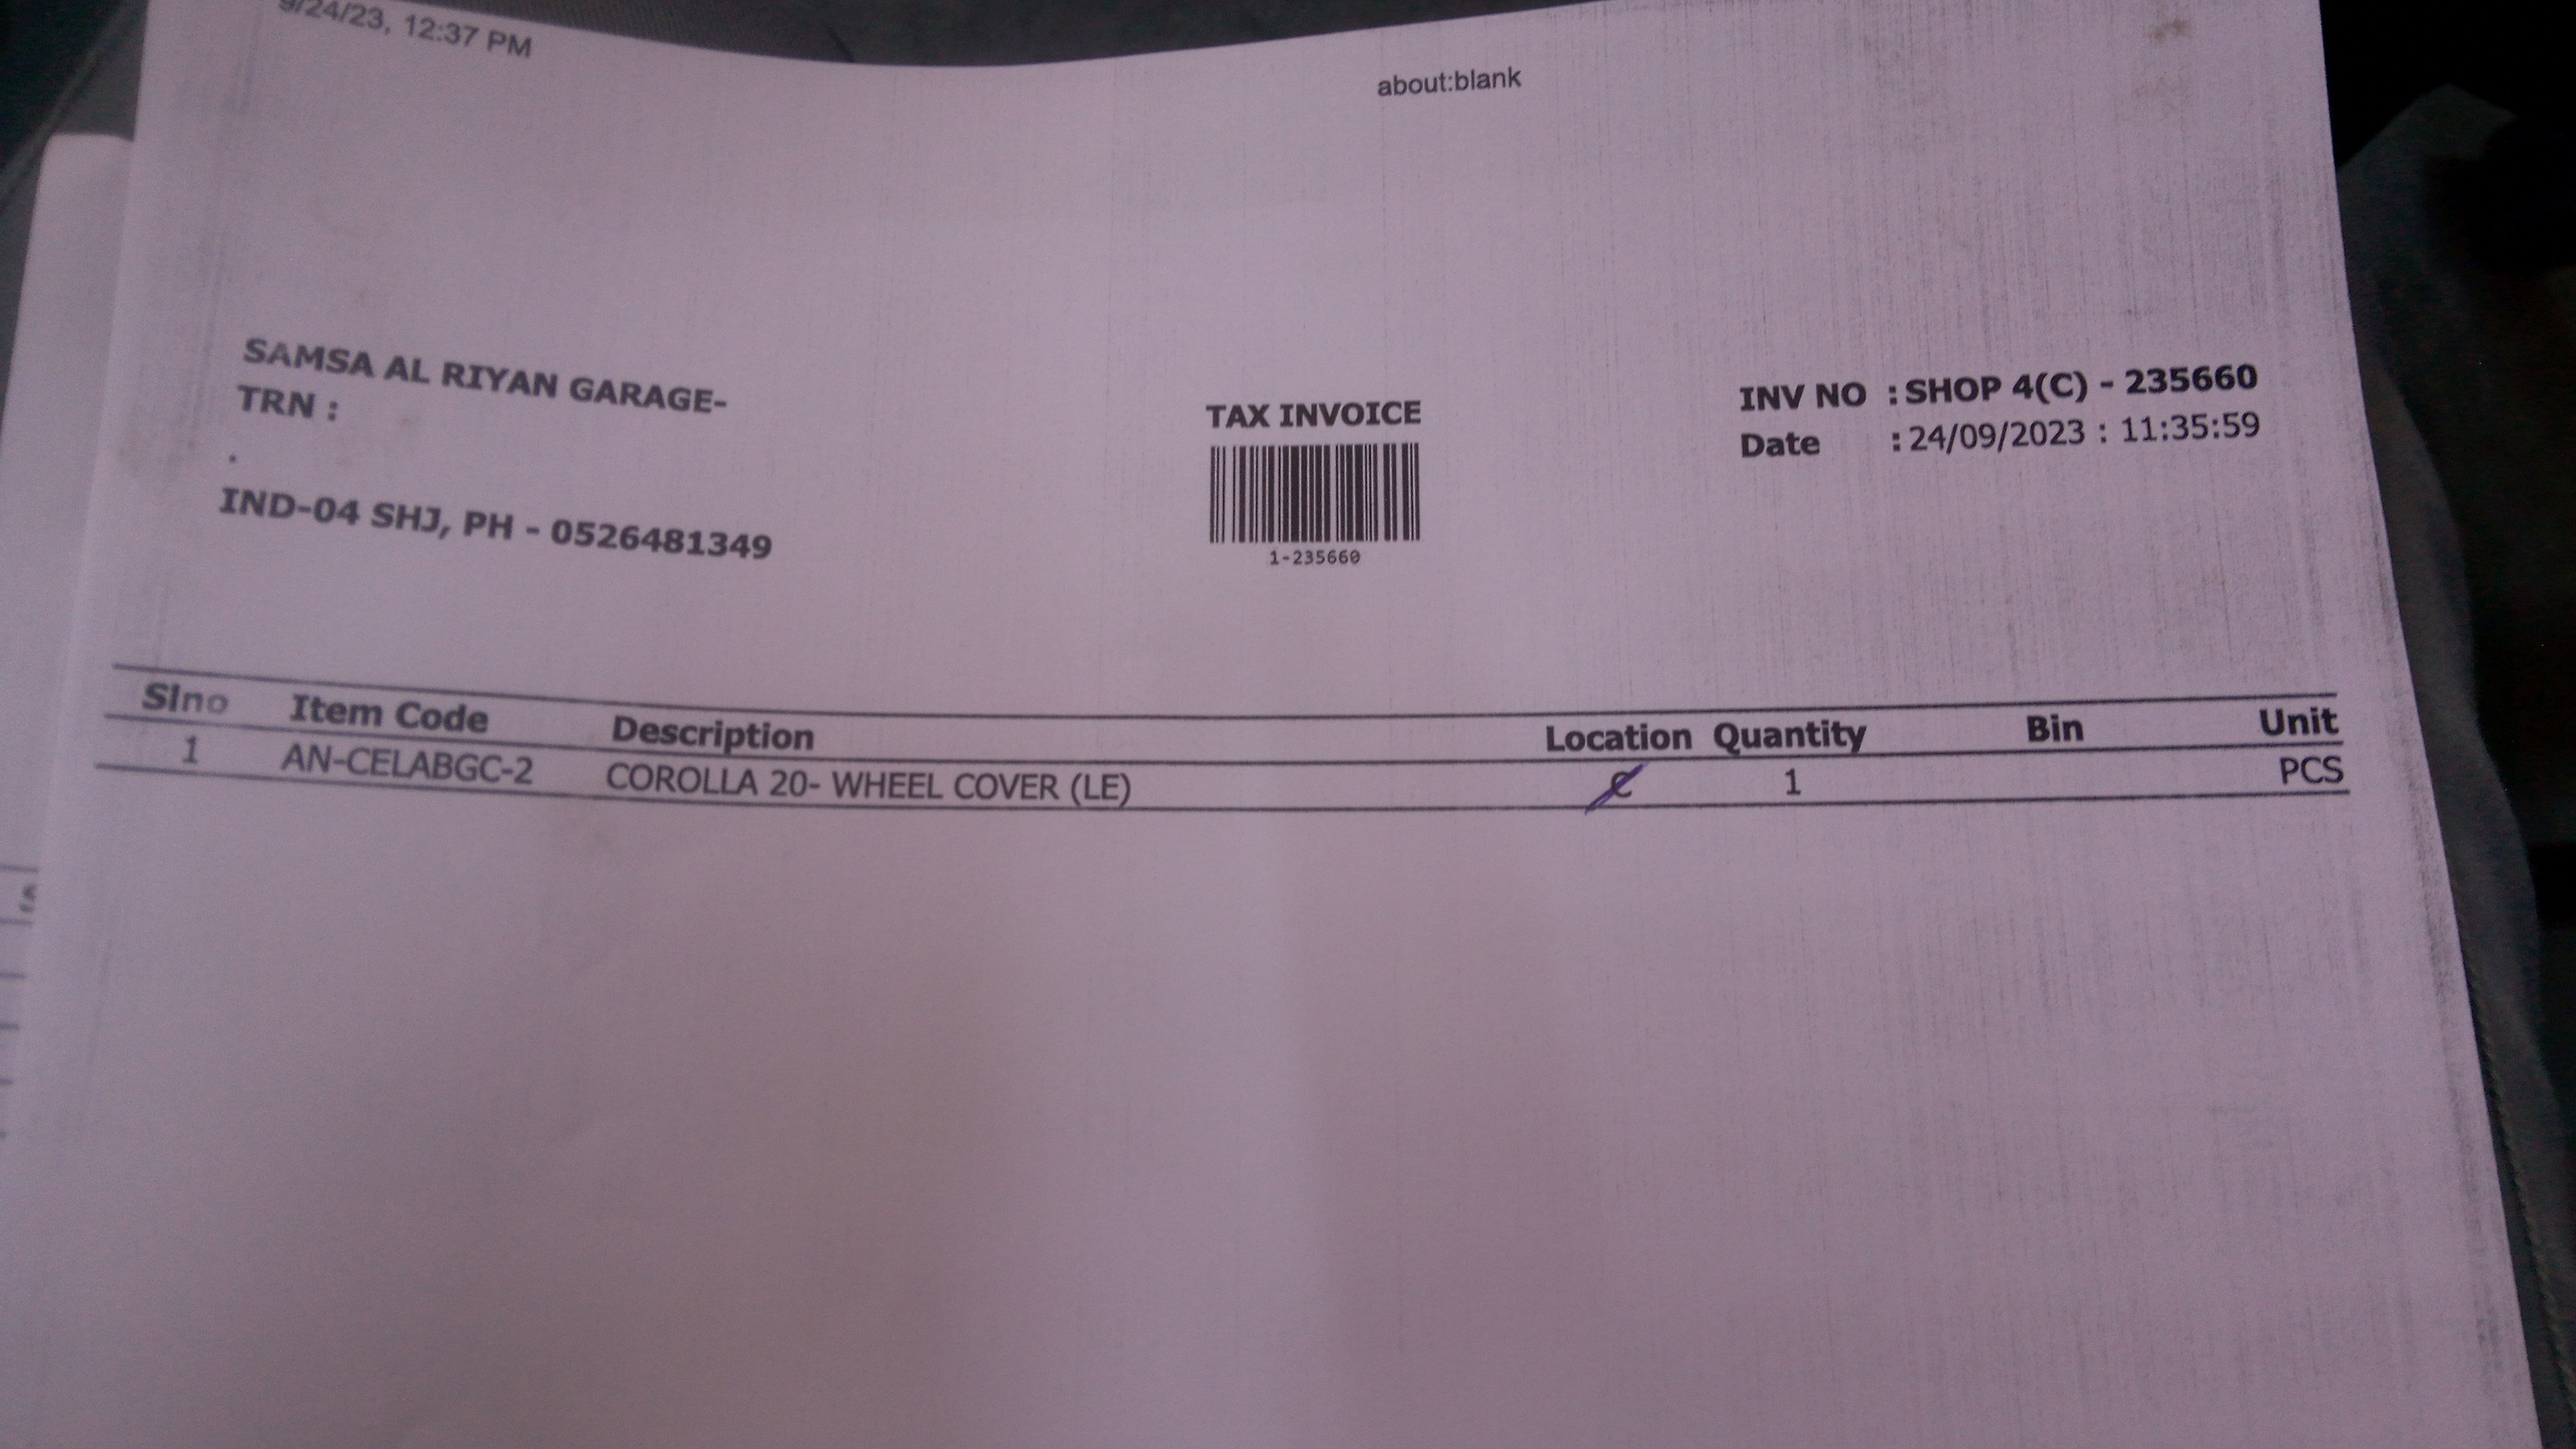 9/24/23, 12:37 PM
about:blank
SAMSA AL RIYAN GARAGE-
TRN :
.
IND-04 SHJ, PH - 0526481349
TAX INVOICE
1-235660
INV NO : SHOP 4(C) - 235660
Date : 24/09/2023 : 11:35:59
Slno Item Code Description Location Quantity Bin Unit
1 AN-CELABGC-2 COROLLA 20- WHEEL COVER (LE) C 1 PCS